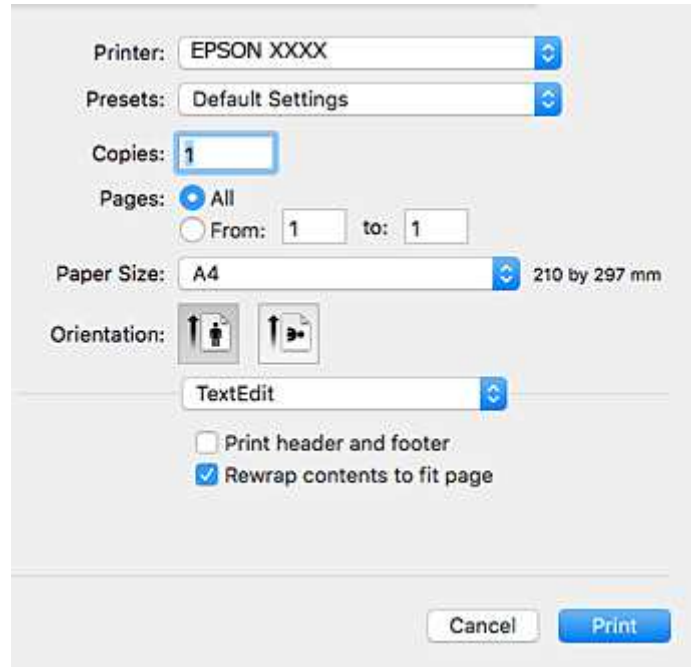 Printer: EPSON XXXX
Presets: Default Settings
Copies: 1
Pages: All
From: 1 to: 1
Paper Size: A4 210 by 297 mm
Orientation:
TextEdit
Print header and footer
Rewrap contents to fit page
Cancel Print